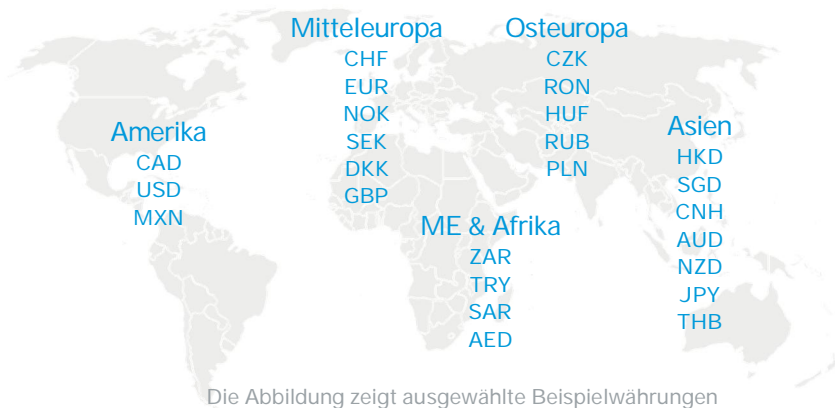 Mitteleuropa
CHF
EUR
NOK
SEK
DKK
GBP
Osteuropa
CZK
RON
HUF
RUB
PLN
Amerika
CAD
USD
MXN
Asien
HKD
SGD
CNH
AUD
NZD
JPY
THB
ME & Afrika
ZAR
TRY
SAR
AED
Die Abbildung zeigt ausgewählte Beispielwährungen